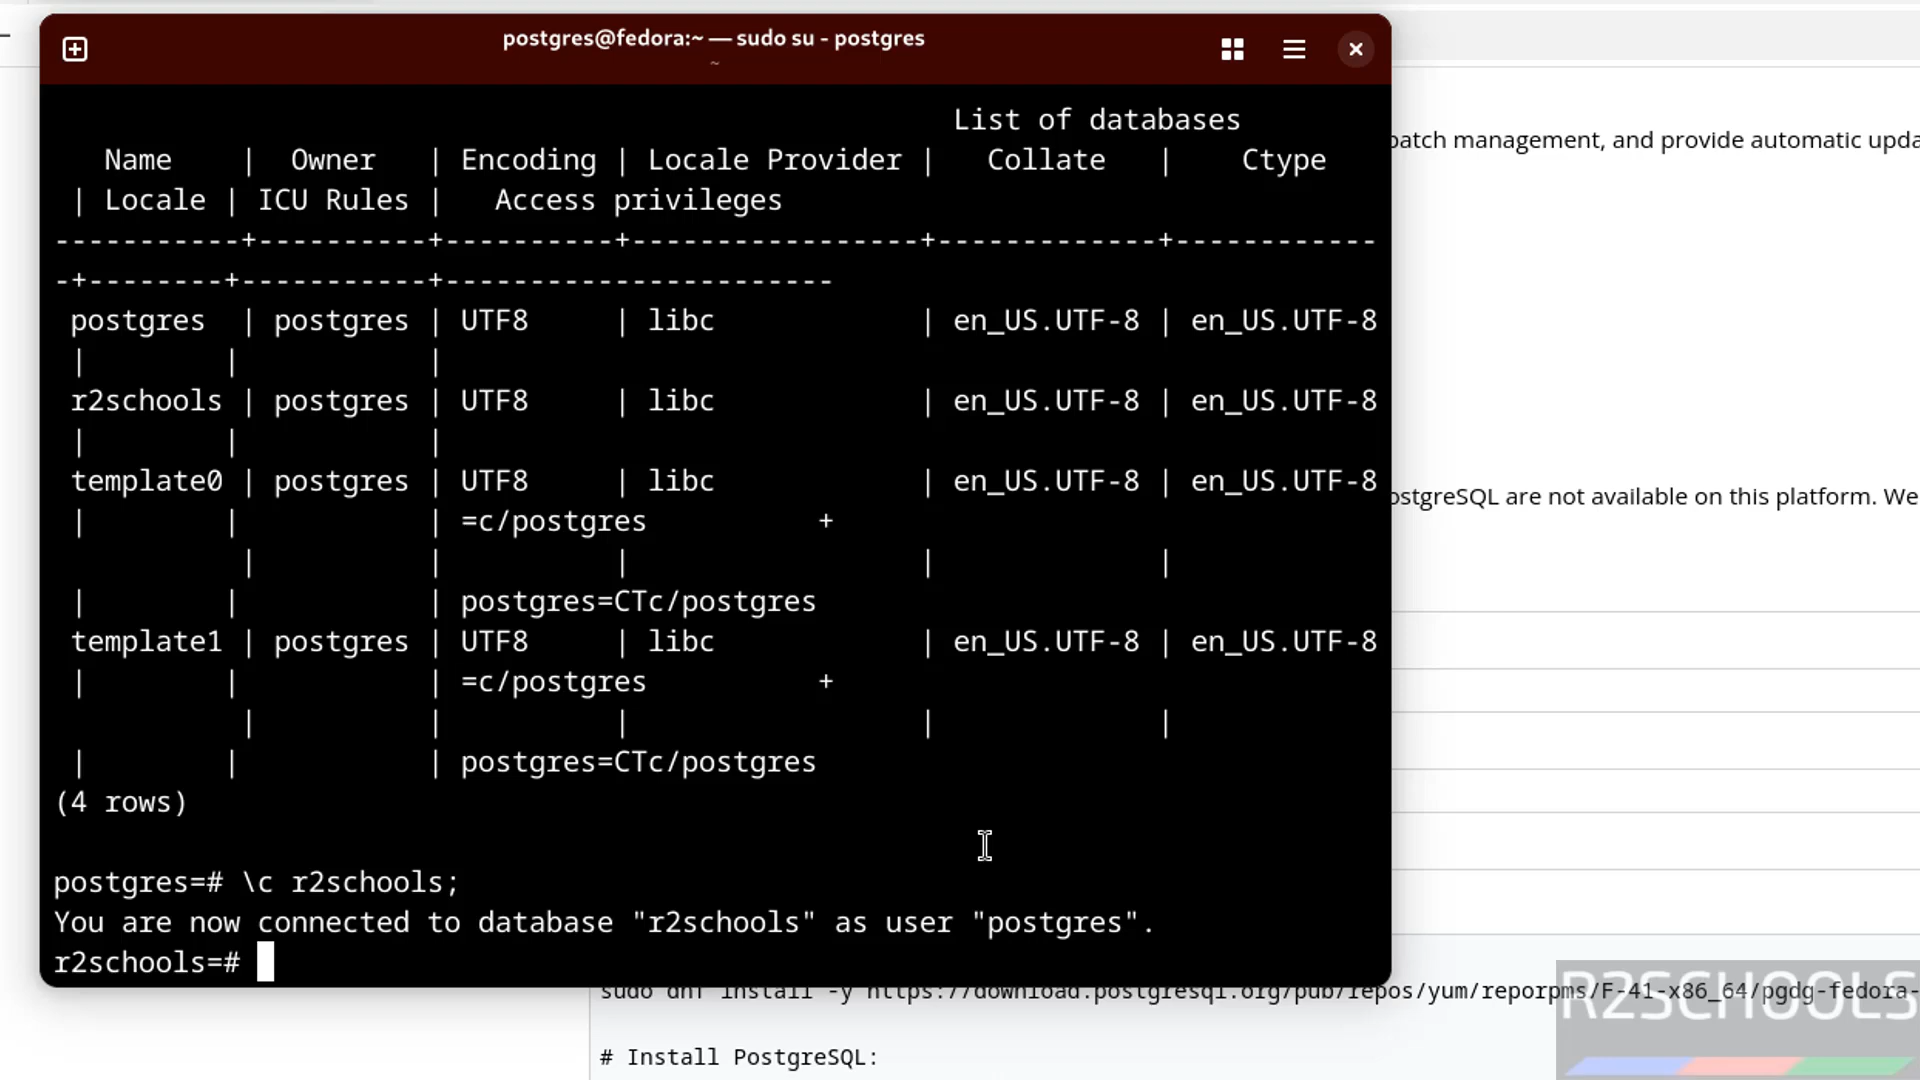 postgres@fedora:~ — sudo su - postgres
~
List of databases
Name | Owner | Encoding | Locale Provider | Collate | Ctype
| Locale | ICU Rules | Access privileges
-----------+----------+----------+-----------------+-------------+------------
-+--------+-----------+-----------------------
postgres | postgres | UTF8 | libc | en_US.UTF-8 | en_US.UTF-8
| | |
r2schools | postgres | UTF8 | libc | en_US.UTF-8 | en_US.UTF-8
| | |
template0 | postgres | UTF8 | libc | en_US.UTF-8 | en_US.UTF-8
| | | =c/postgres +
| | | | |
| | | postgres=CTc/postgres
template1 | postgres | UTF8 | libc | en_US.UTF-8 | en_US.UTF-8
| | | =c/postgres +
| | | | |
| | | postgres=CTc/postgres
(4 rows)
postgres=# \c r2schools;
You are now connected to database "r2schools" as user "postgres".
r2schools=#
patch management, and provide automatic upda
ostgreSQL are not available on this platform. We
sudo dnf install -y https://download.postgresql.org/pub/repos/yum/reporpms/F-41-x86_64/pgdg-fedora-
# Install PostgreSQL:
R2SCHOOLS